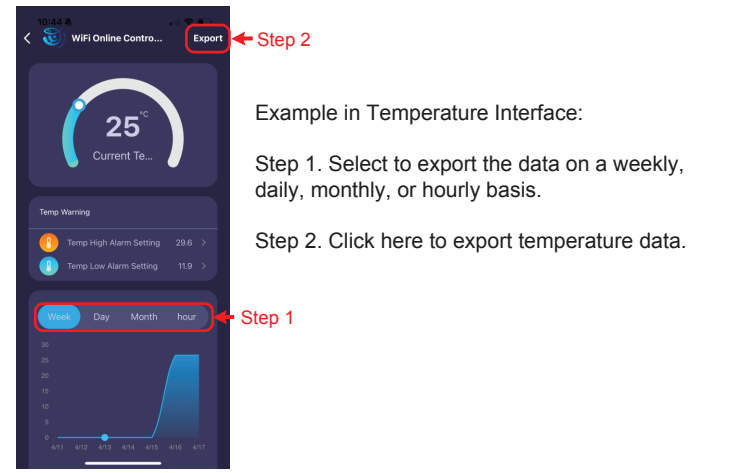 10:44
WiFi Online Contro... Export
Step 2
25 °C
Current Te...
Example in Temperature Interface:
Step 1. Select to export the data on a weekly,
daily, monthly, or hourly basis.
Step 2. Click here to export temperature data.
Temp Warning
Temp High Alarm Setting 29.6 >
Temp Low Alarm Setting 11.9 >
Week Day Month hour
Step 1
30
25
20
15
10
5
0
4/11 4/12 4/13 4/14 4/15 4/16 4/17